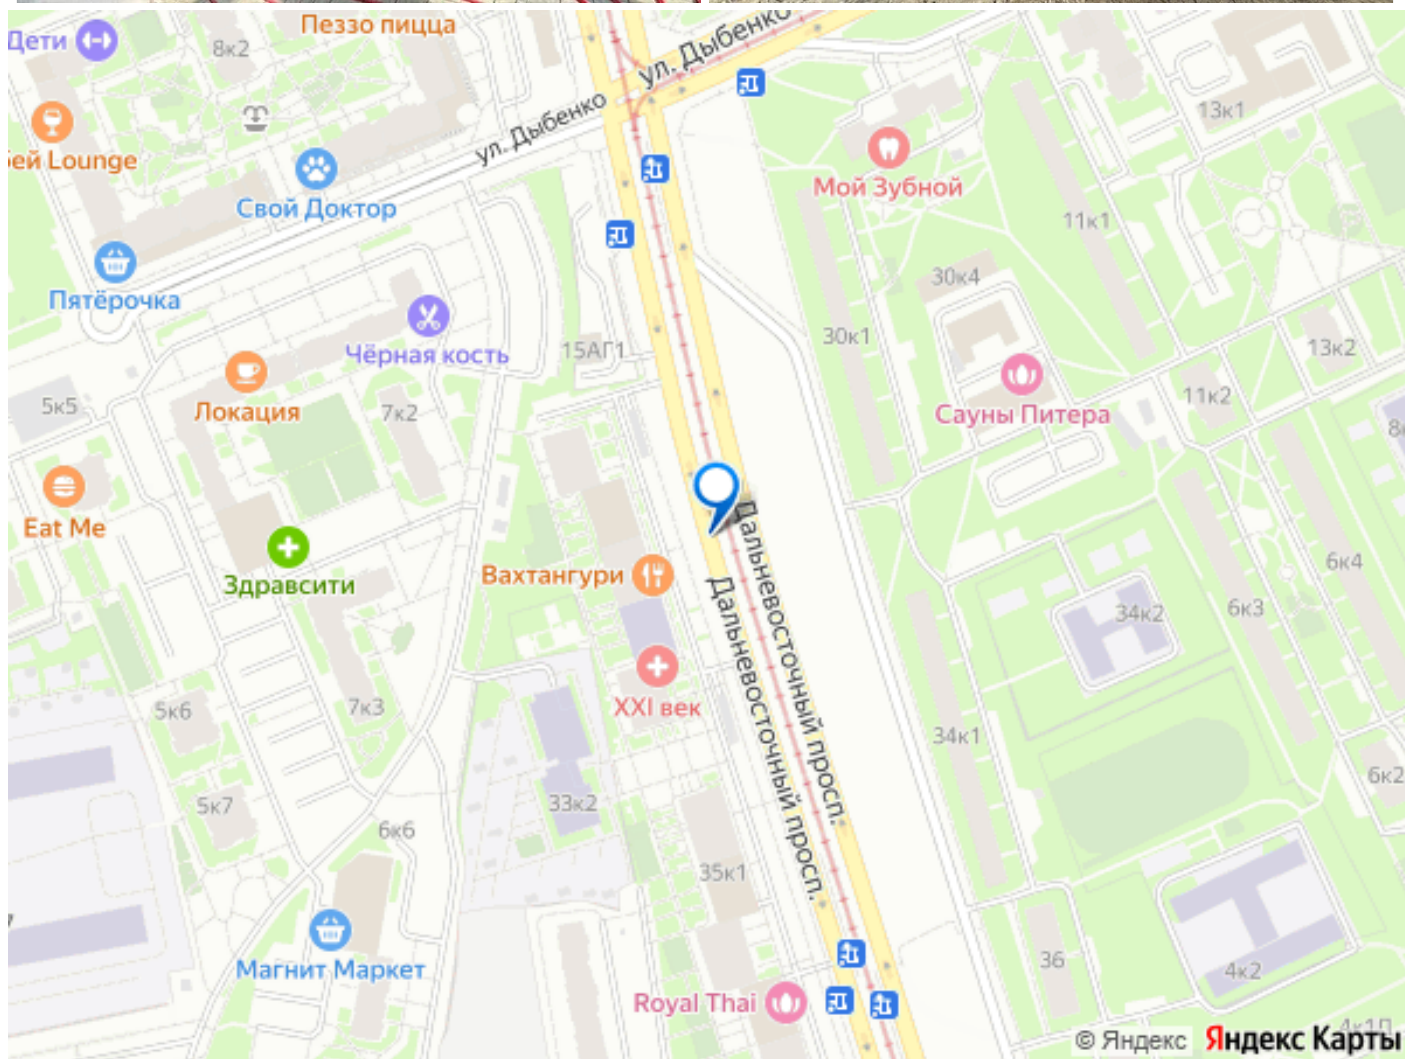 Пеззо пицца
Дети
8к2
ул. Дыбенко
13к1
ул. Дыбенко
ей Lounge
Мой Зубной
Свой Доктор
11к1
30к4
Пятёрочка
Чёрная кость
15АГ1
30к1
13к2
5к5
Локация
7к2
Сауны Питера
11к2
Eat Me
Дальневосточный просп.
Здравсити
Вахтангури
Дальневосточный просп.
6к4
34к2
6к3
XXI век
5к6
7к3
34к1
6к2
5к7
6к6
33к2
35к1
Магнит Маркет
36
4к2
Royal Thai
© Яндекс Яндекс Карты